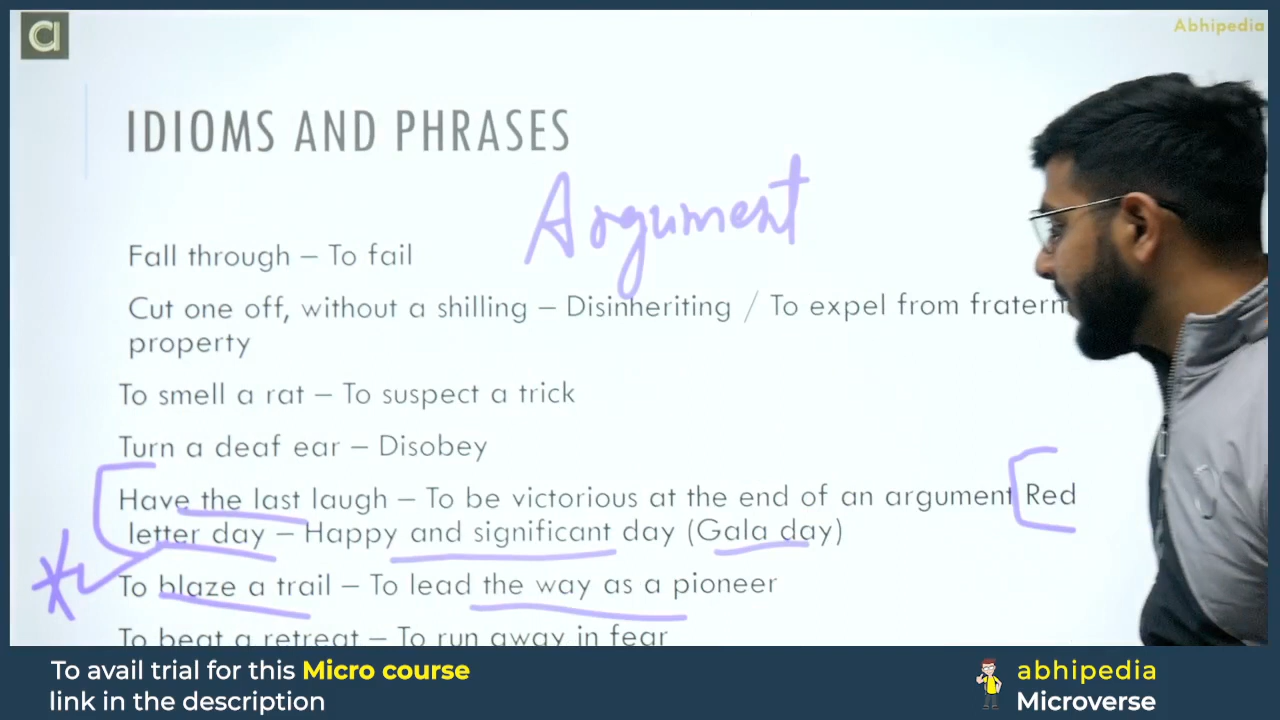 Abhipedia
IDIOMS AND PHRASES
Argument
Fall through – To fail
Cut one off, without a shilling – Disinheriting / To expel from
property
To smell a rat – To suspect a trick
Turn a deaf ear – Disobey
Have the last laugh – To be victorious at the end of an argument Red
letter day – Happy and significant day (Gala day)
To blaze a trail – To lead the way as a pioneer
To beat a retreat – To run away in fear
To avail trial for this Micro course
link in the description
abhipedia
Microverse